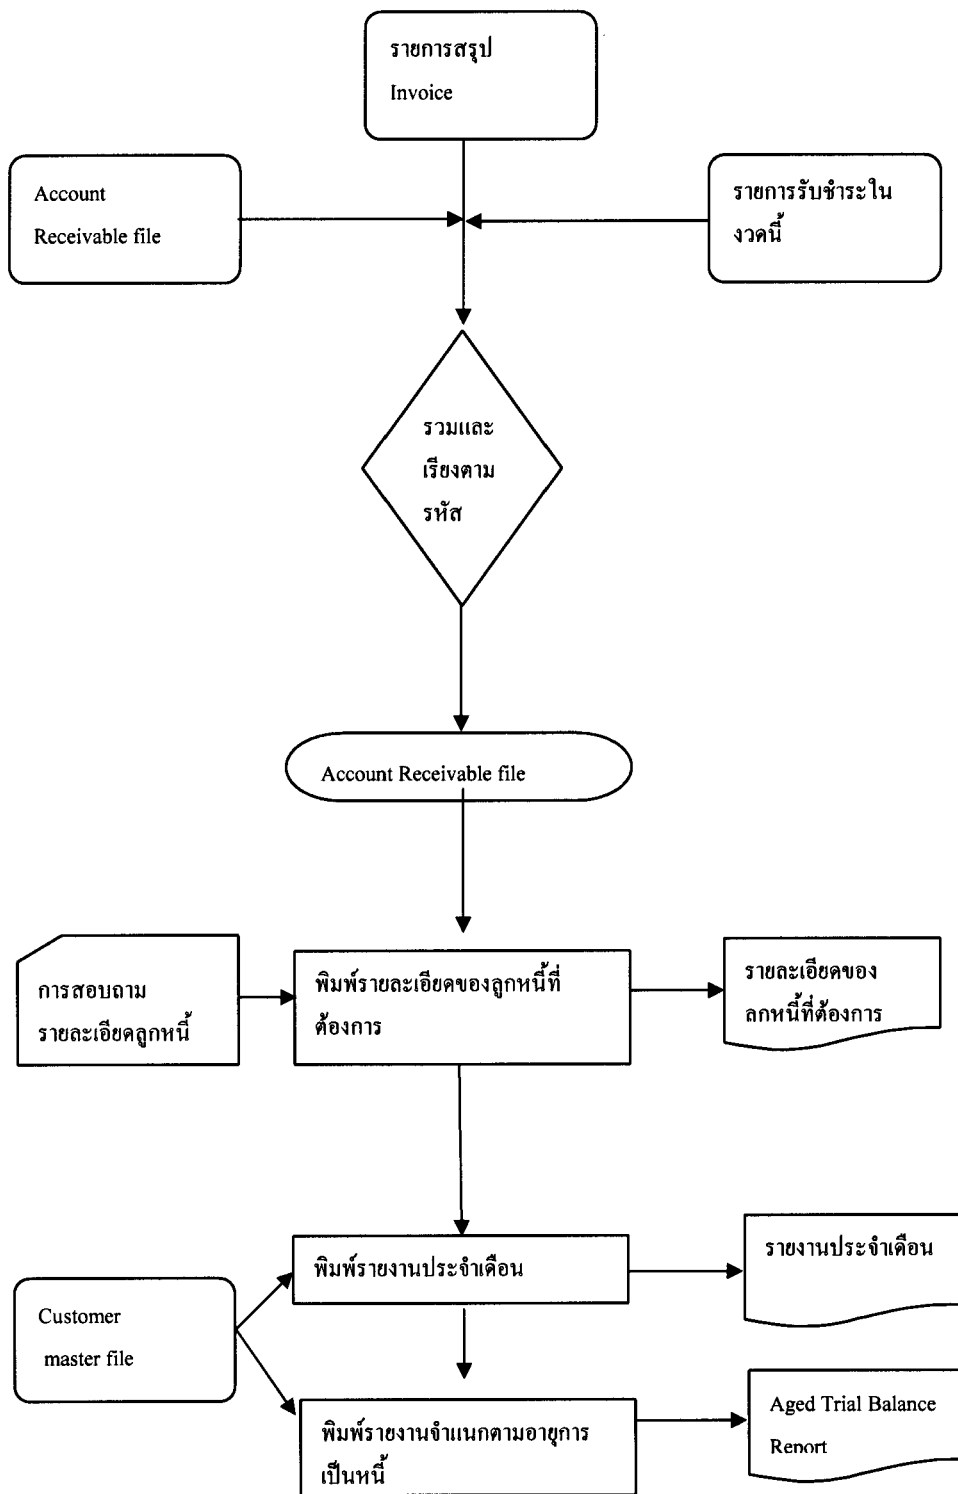 รายการสรุป
Invoice
Account
Receivable file
รายการรับชำระใน
งวดนี้
รวมและ
เรียงตาม
รหัส
Account Receivable file
การสอบถาม
รายละเอียดลูกหนี้
พิมพ์รายละเอียดของลูกหนี้ที่
ต้องการ
รายละเอียดของ
ลกหนี้ที่ต้องการ
พิมพ์รายงานประจำเดือน
รายงานประจำเดือน
Customer
master file
พิมพ์รายงานจำแนกตามอายุการ
เป็นหนี้
Aged Trial Balance
Report